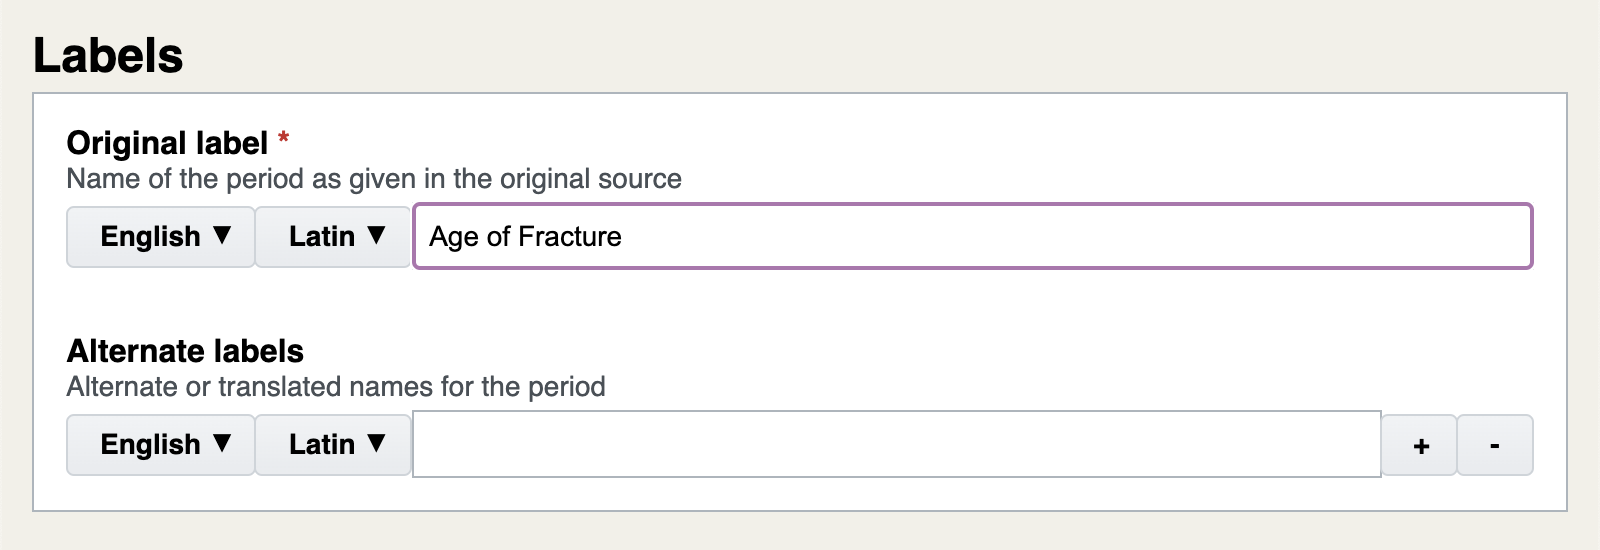 Labels
Original label *
Name of the period as given in the original source
English ▼ Latin ▼ Age of Fracture
Alternate labels
Alternate or translated names for the period
English ▼ Latin ▼ + -